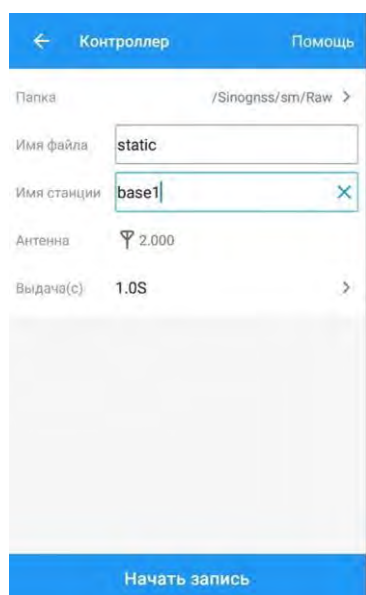 Контроллер Помощь
Папка /Sinognss/sm/Raw >
Имя файла static
Имя станции base1
Антенна 2.000
Выдача(с) 1.0S >
Начать запись